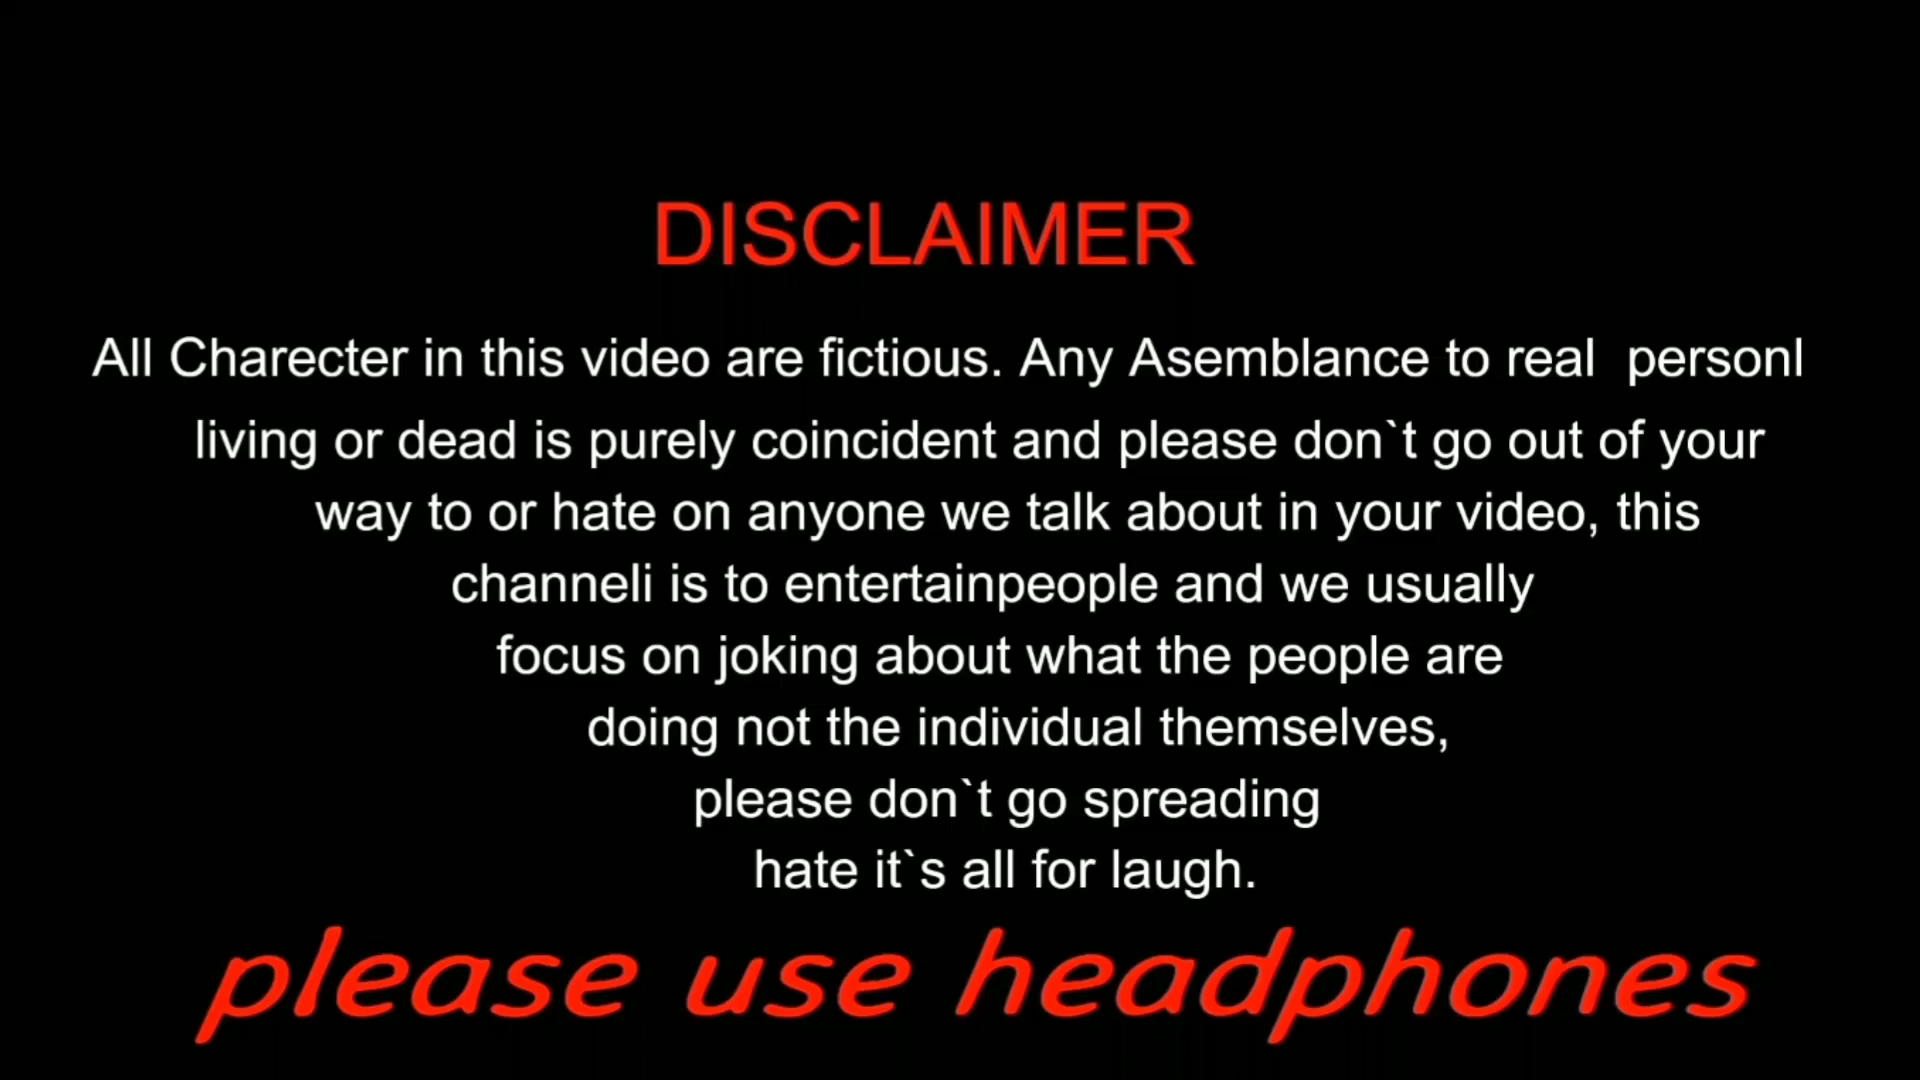 DISCLAIMER
All Charecter in this video are fictious. Any Asemblance to real personl
living or dead is purely coincident and please don`t go out of your
way to or hate on anyone we talk about in your video, this
channeli is to entertainpeople and we usually
focus on joking about what the people are
doing not the individual themselves,
please don`t go spreading
hate it`s all for laugh.
please use headphones